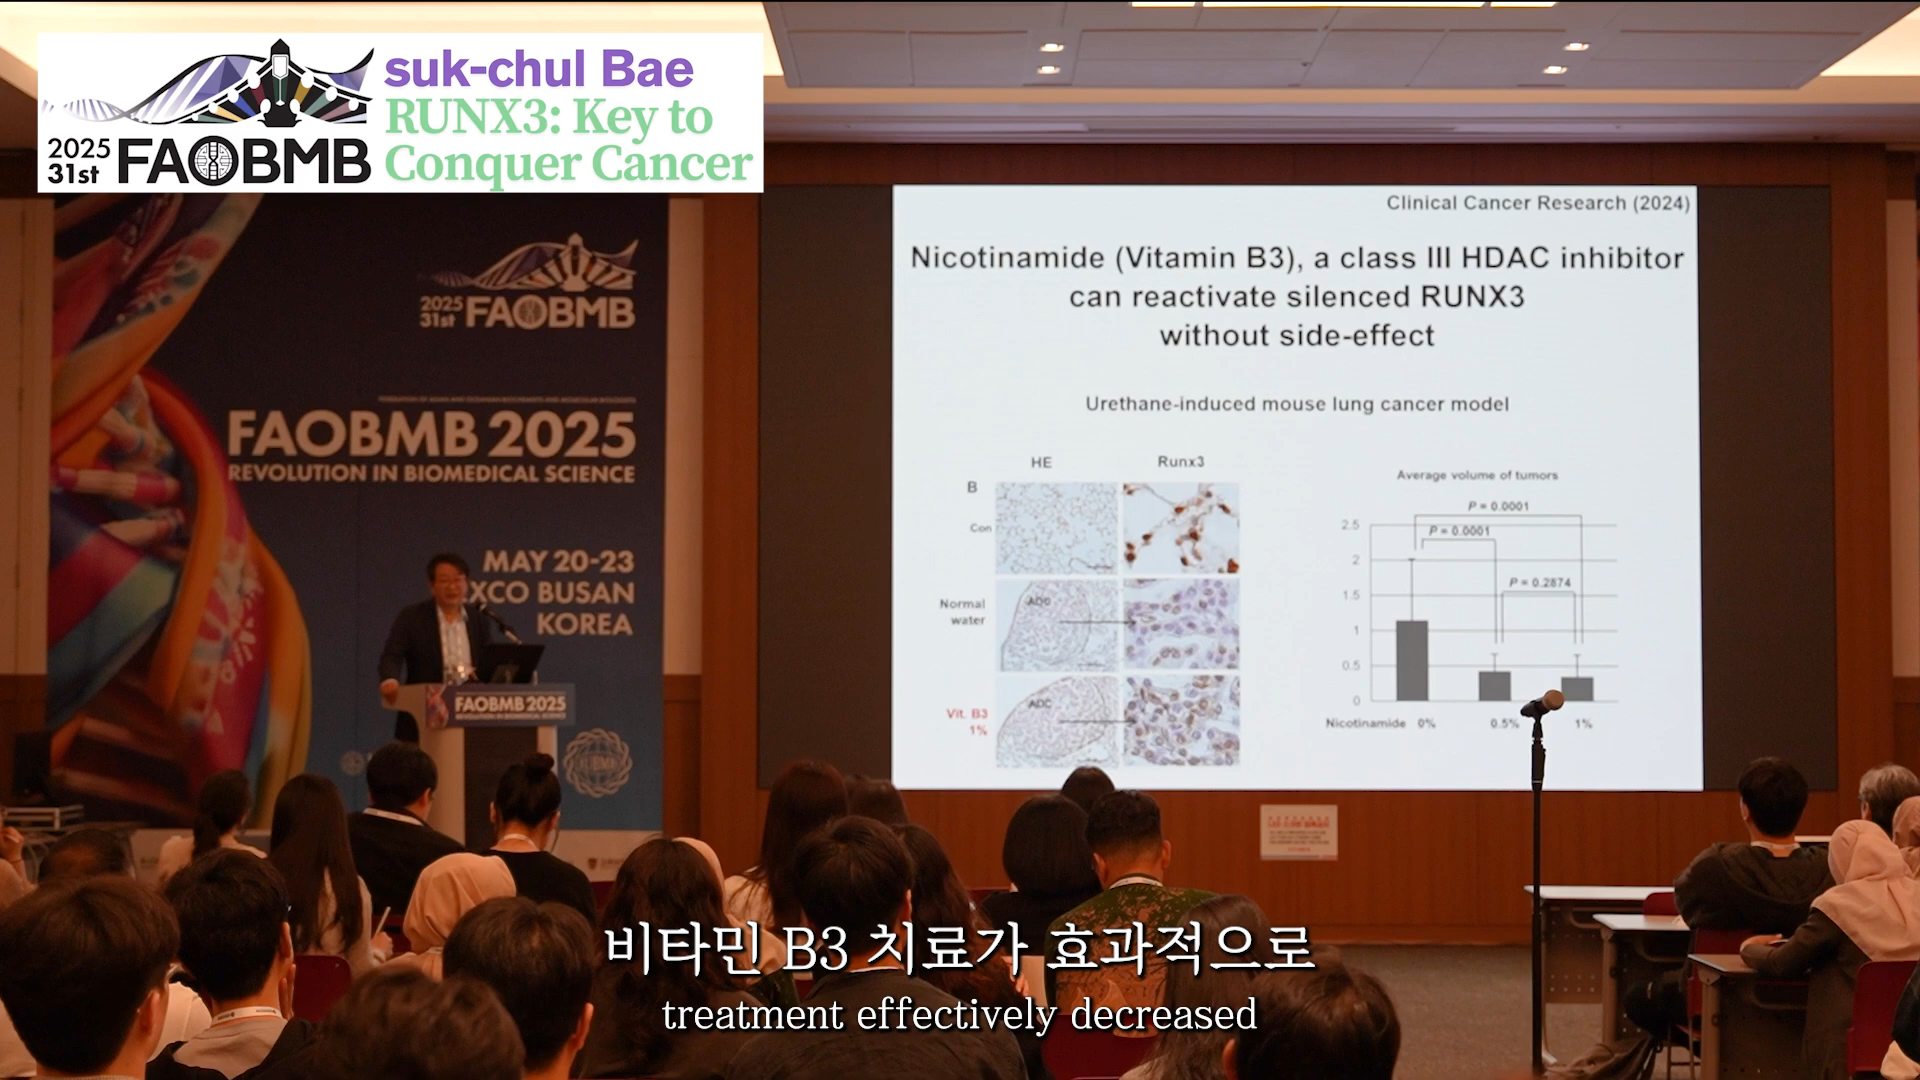 suk-chul Bae
RUNX3: Key to
Conquer Cancer
2025
31st FAOBMB
2025
31st FAOBMB
FAOBMB 2025
REVOLUTION IN BIOMEDICAL SCIENCE
MAY 20-23
XCO BUSAN
KOREA
FAOBMB 2025
REVOLUTION IN BIOMEDICAL SCIENCE
Clinical Cancer Research (2024)
Nicotinamide (Vitamin B3), a class III HDAC inhibitor
can reactivate silenced RUNX3
without side-effect
Urethane-induced mouse lung cancer model
HE Runx3
B
Con
Normal
water
ADC
Vit. B3
1%
ADC
Average volume of tumors
P = 0.0001
P = 0.0001
P = 0.2874
2.5
2
1.5
1
0.5
0
Nicotinamide 0% 0.5% 1%
비타민 B3 치료가 효과적으로
treatment effectively decreased